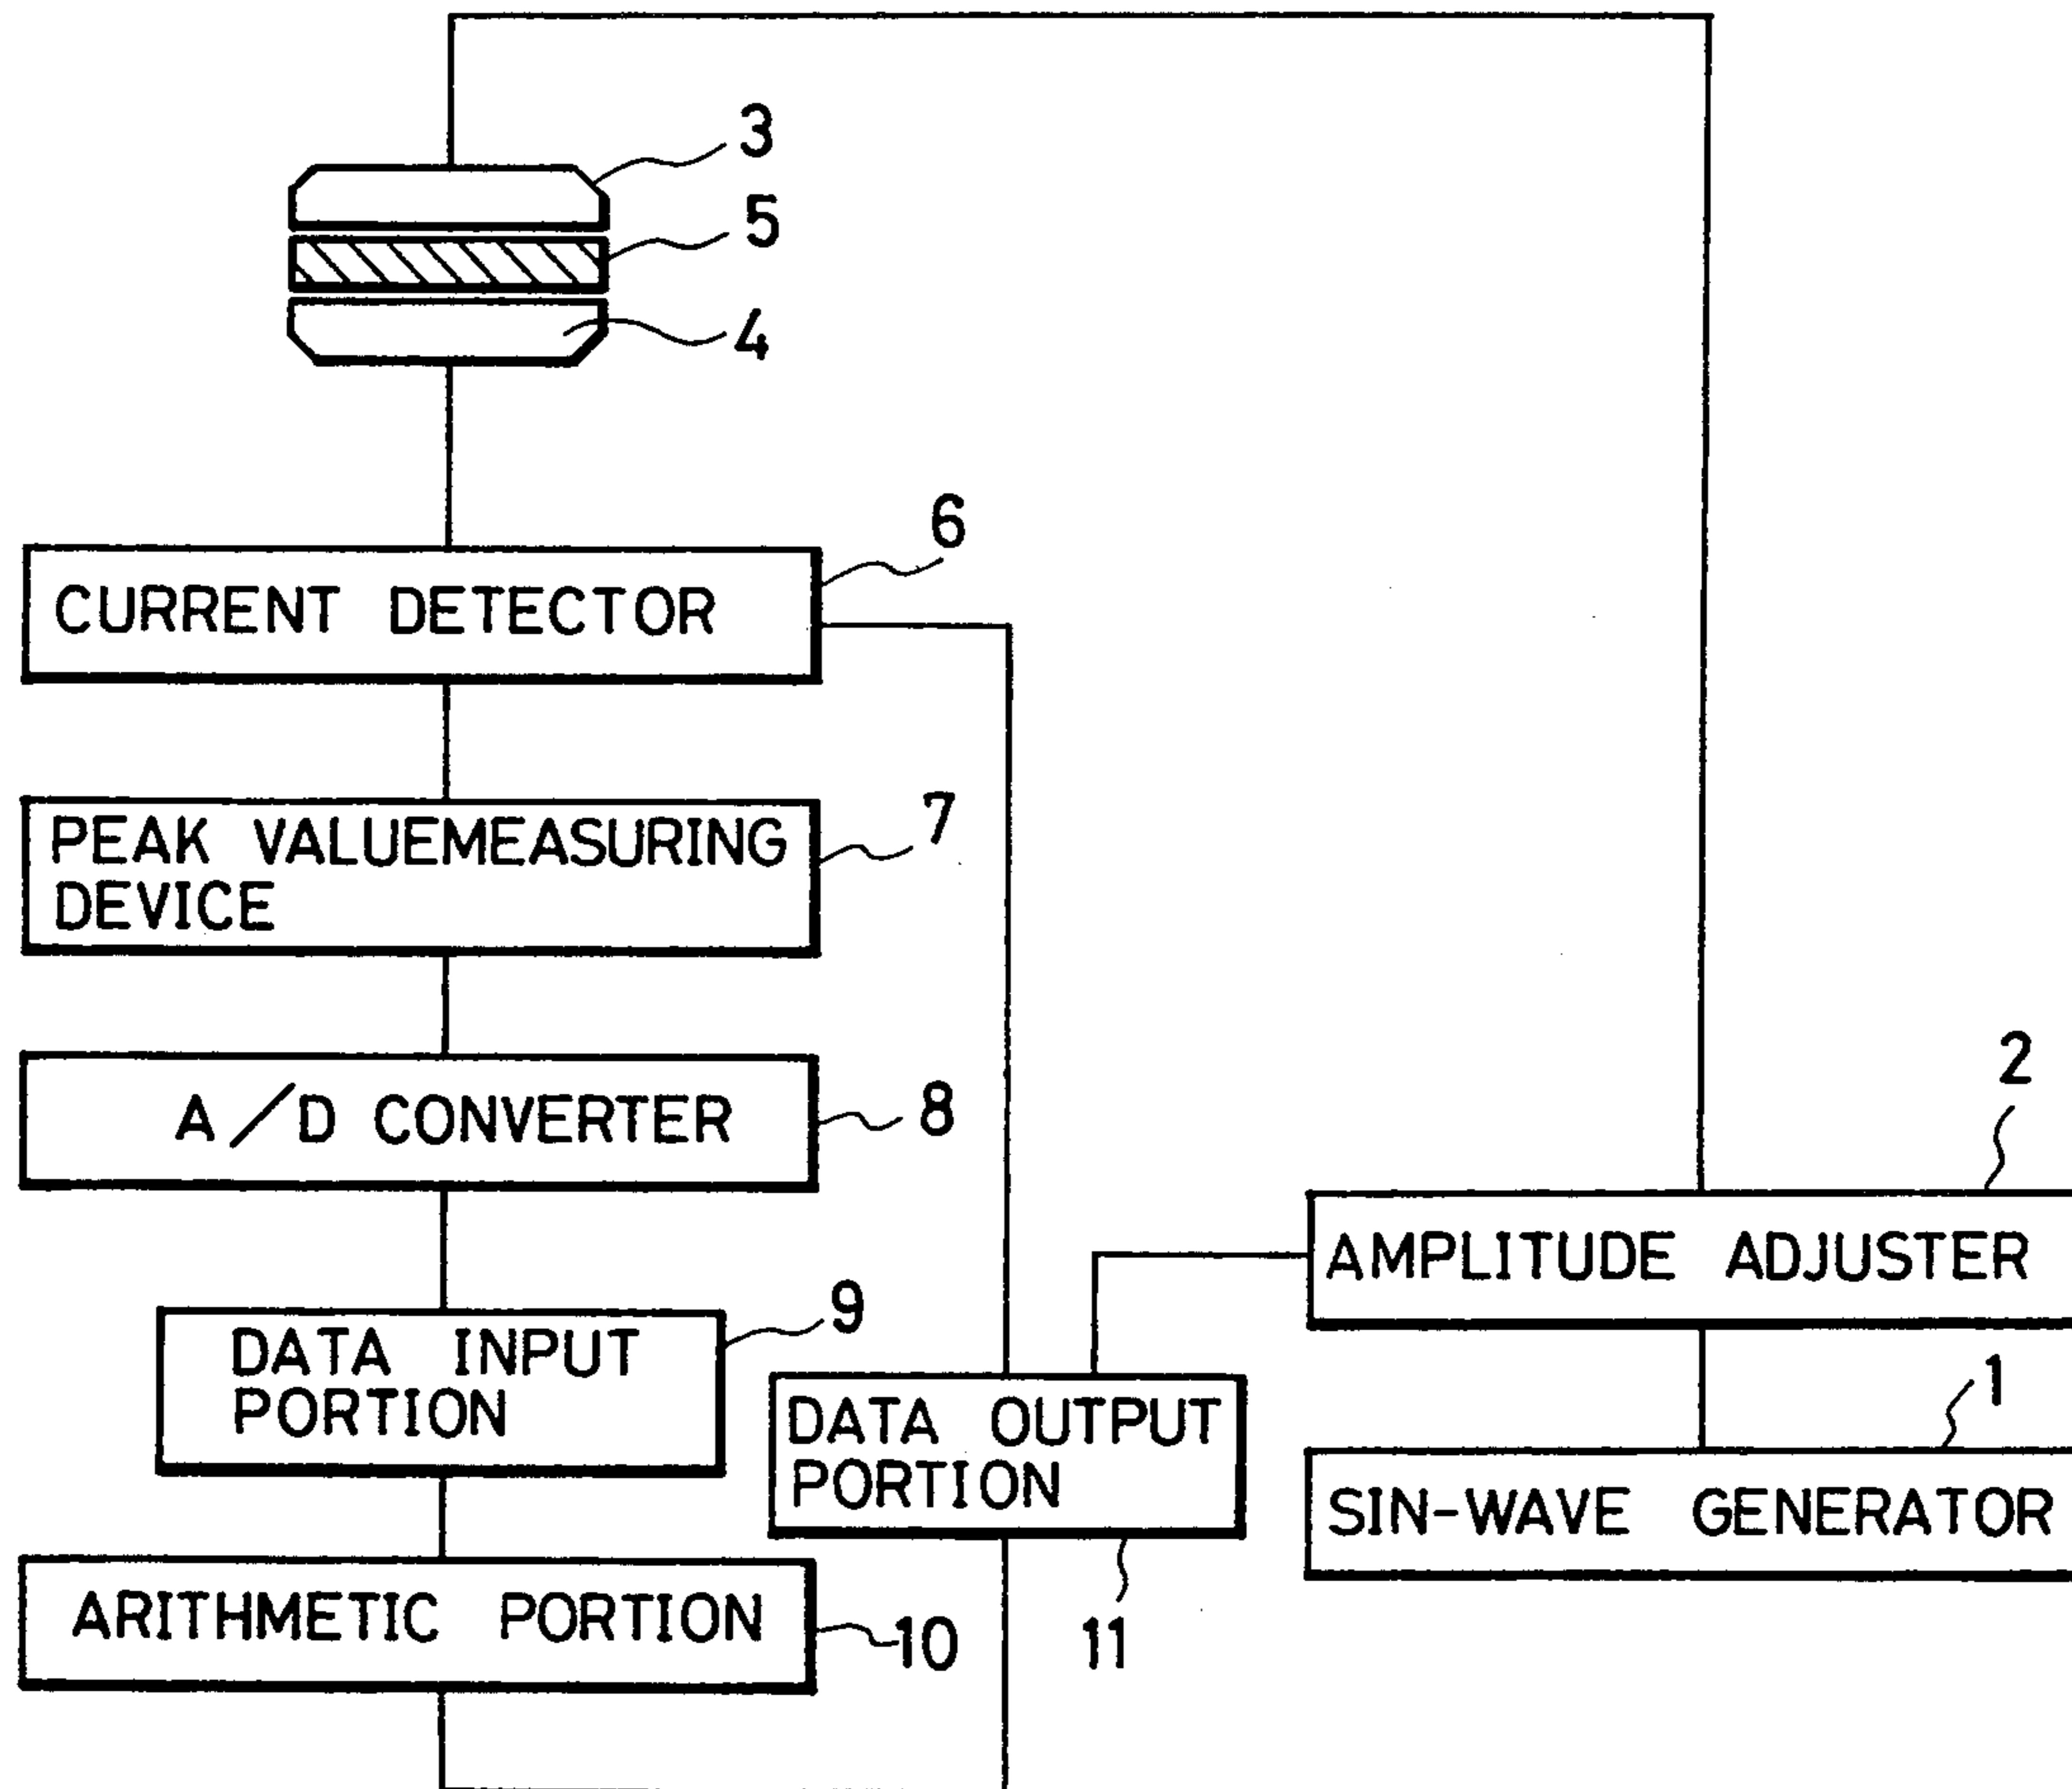 3
5
4
6
CURRENT DETECTOR
7
PEAK VALUEMEASURING
DEVICE
8
A/D CONVERTER
2
AMPLITUDE ADJUSTER
9
DATA INPUT
PORTION
1
DATA OUTPUT
PORTION
SIN-WAVE GENERATOR
ARITHMETIC PORTION
10
11